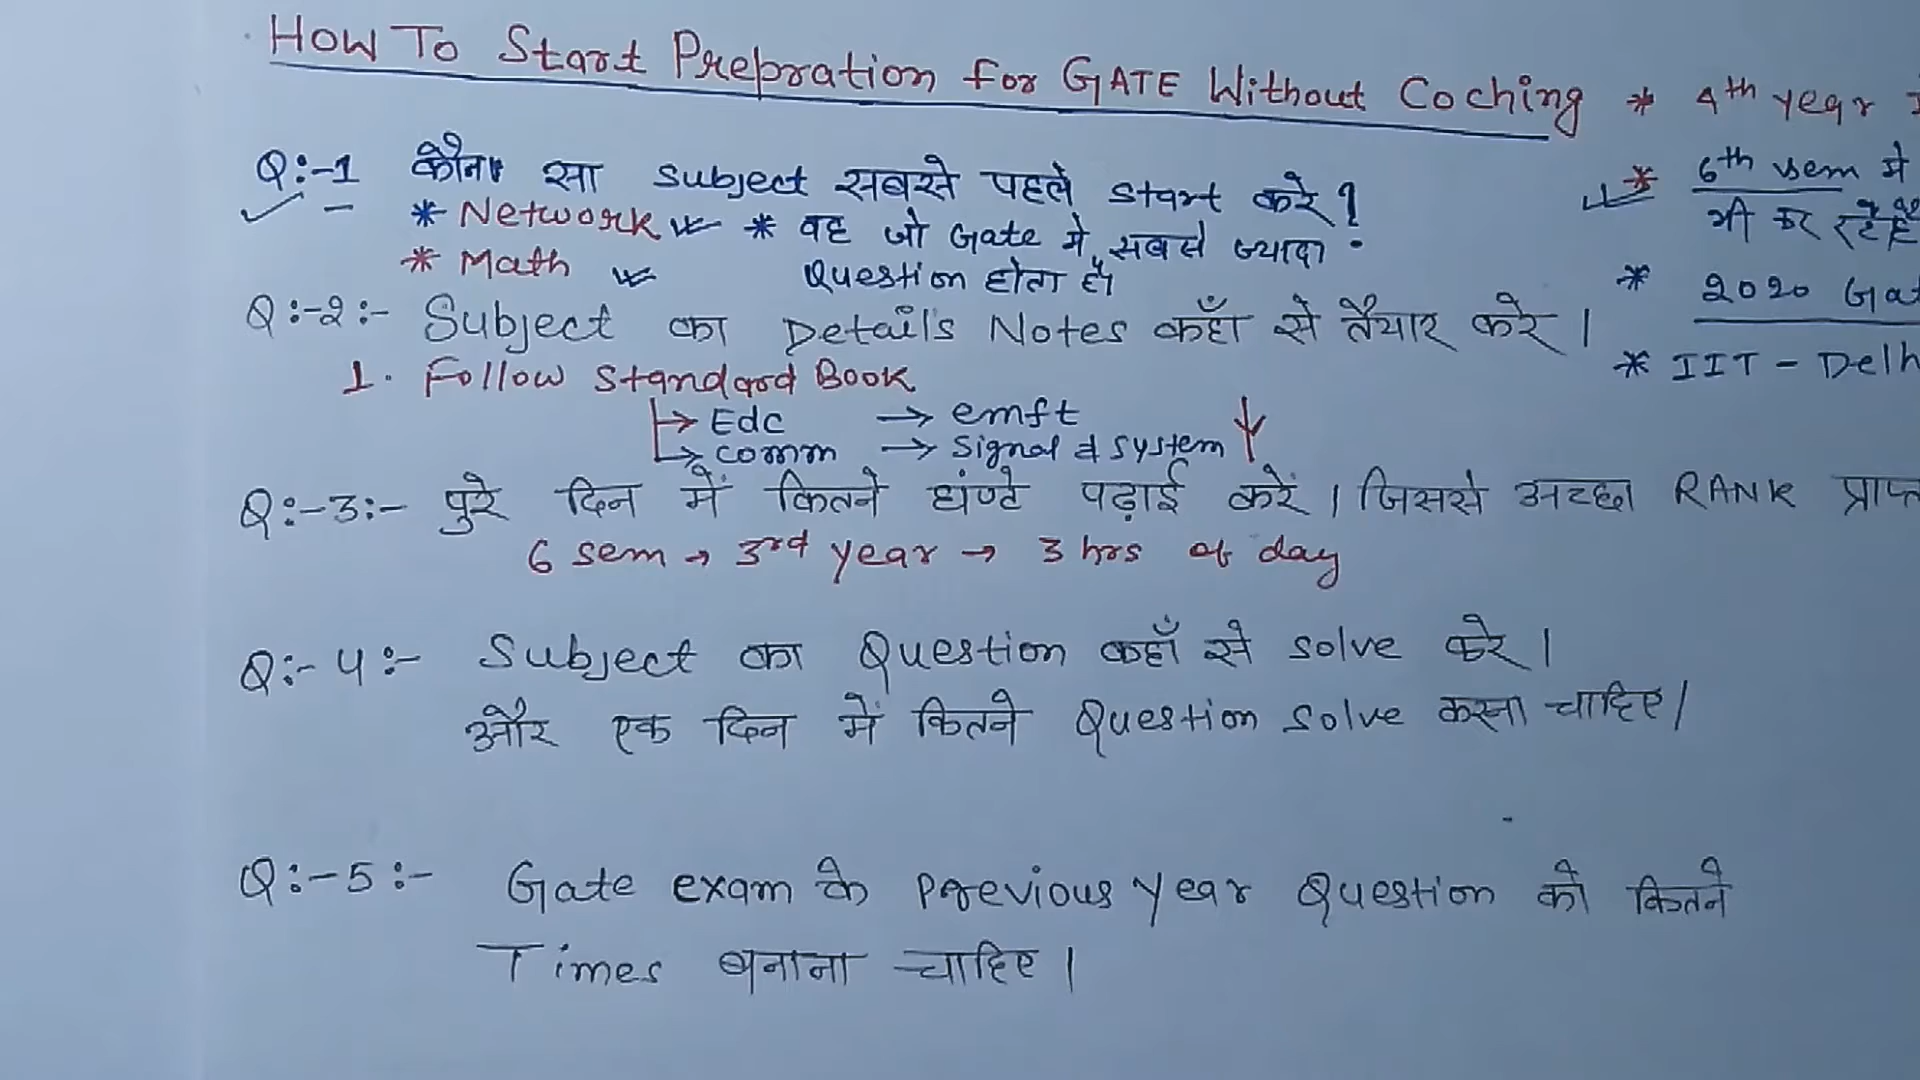 HOW TO Start Prepration For GATE Without Coching * 4th year
Q:-1 कौन सा subject सबसे पहले start करे ?
* Network * वह जो Gate मे सबसे ज्यादा
* Math Question होता है
Q:-2:- Subject का Details Notes कहाँ से तैयार करे ।
1. Follow Standard Book
→ Edc → emft
→ comm → Signal & System
Q:-3:- पुरे दिन में कितने घंण्टे पढ़ाई करें । जिससे अच्छा RANK
6 sem → 3rd year → 3 hrs of day
Q:-4:- Subject का Question कहाँ से solve करे ।
और एक दिन में कितने Question solve करना चाहिए ।
Q:-5:- Gate exam के Previous Year Question को कितने
Times बनाना चाहिए ।
* 6th sem मे
भी कर रहे है
* 2020 Gat
* IIT - Delh